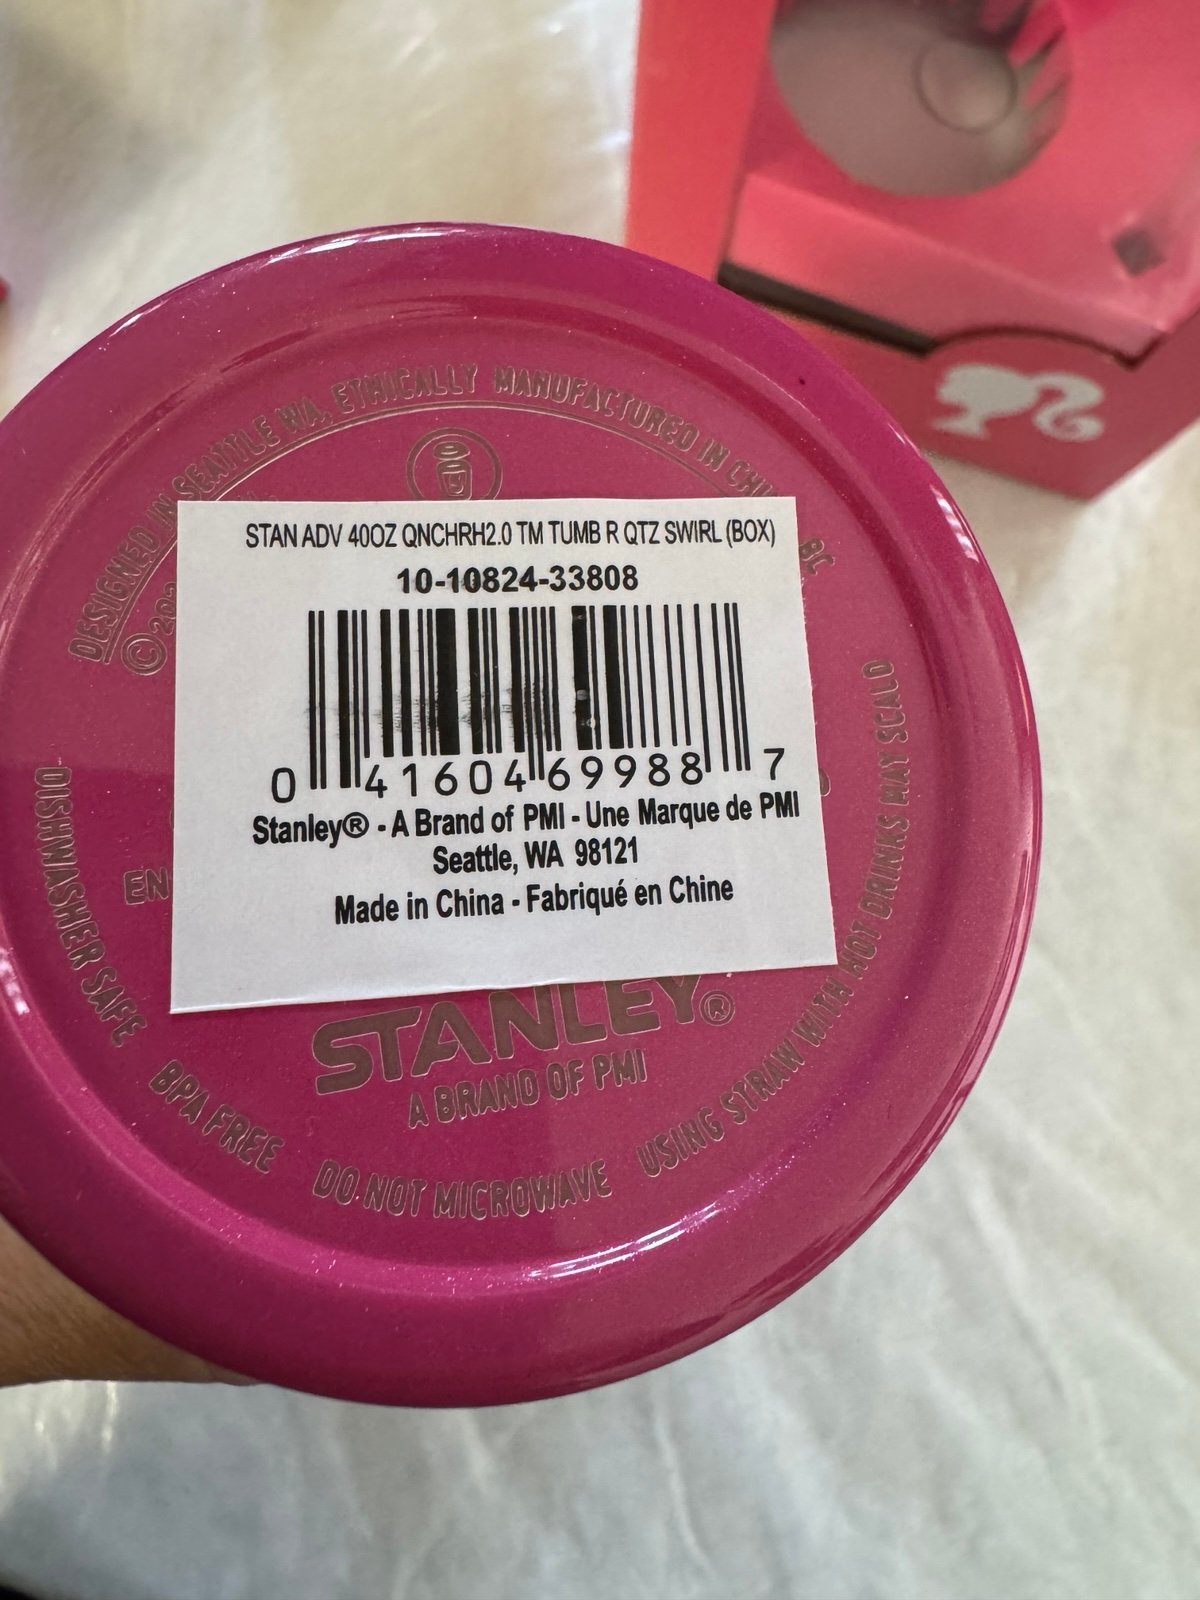 DESIGNED IN SEATTLE WA, ETHICALLY MANUFACTURED IN
©
STAN ADV 40OZ QNCHRH2.0 TM TUMB R QTZ SWIRL (BOX)
10-10824-33808
0 41604 69988 7
Stanley® - A Brand of PMI - Une Marque de PMI
Seattle, WA 98121
Made in China - Fabriqué en Chine
STANLEY®
A BRAND OF PMI
DISHWASHER SAFE
BPA FREE
DO NOT MICROWAVE
USING STRAW WITH HOT DRINKS MAY SCALD